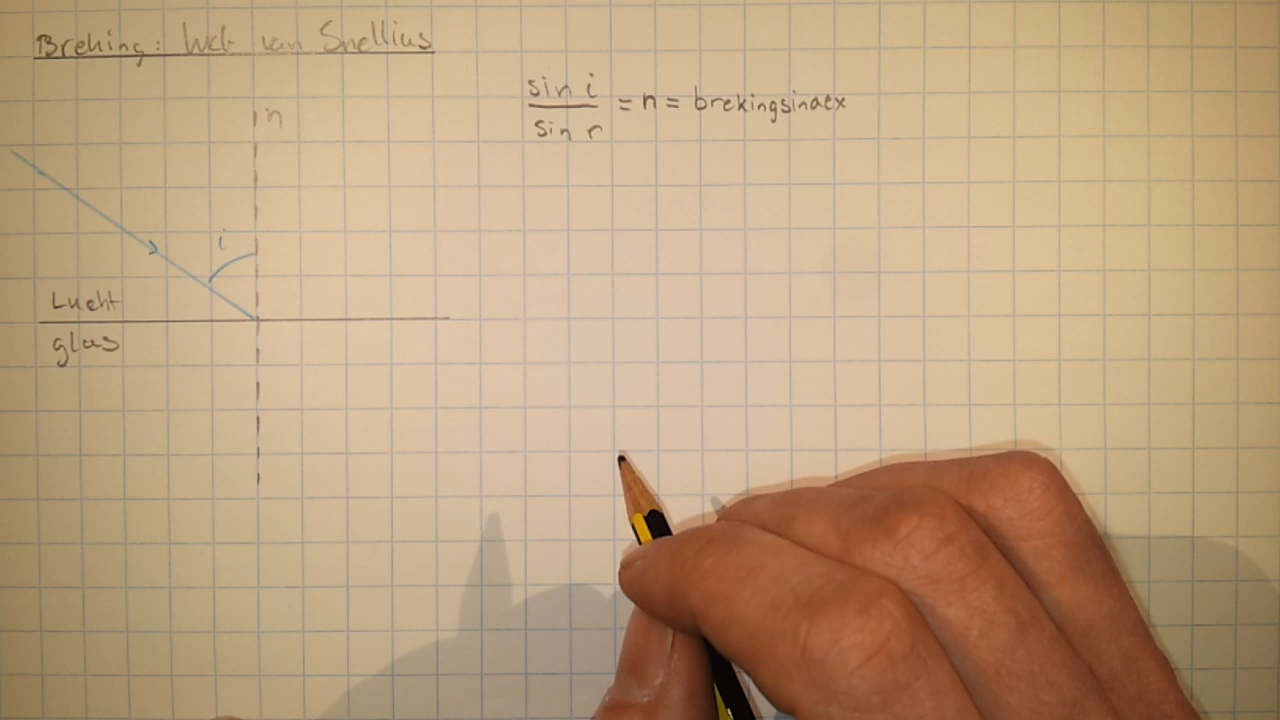 Breking: Wet van Snellius
sin i
sin r
= n = brekingsindex
n
i
Lucht
glas